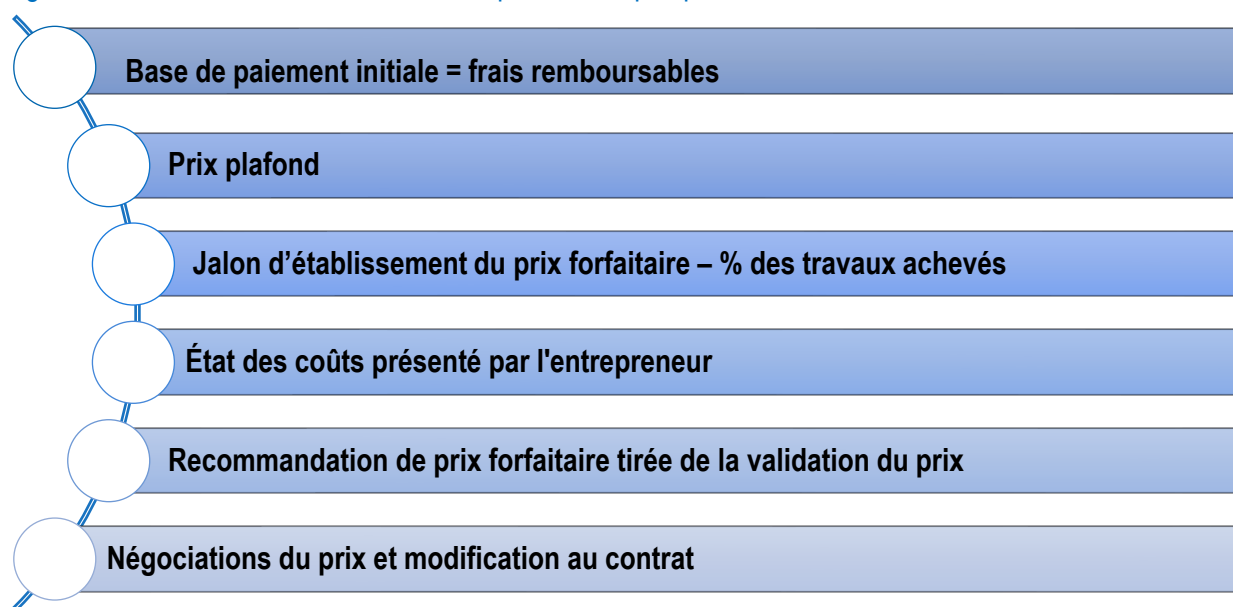 Base de paiement initiale = frais remboursables
Prix plafond
Jalon d’établissement du prix forfaitaire – % des travaux achevés
État des coûts présenté par l'entrepreneur
Recommandation de prix forfaitaire tirée de la validation du prix
Négociations du prix et modification au contrat